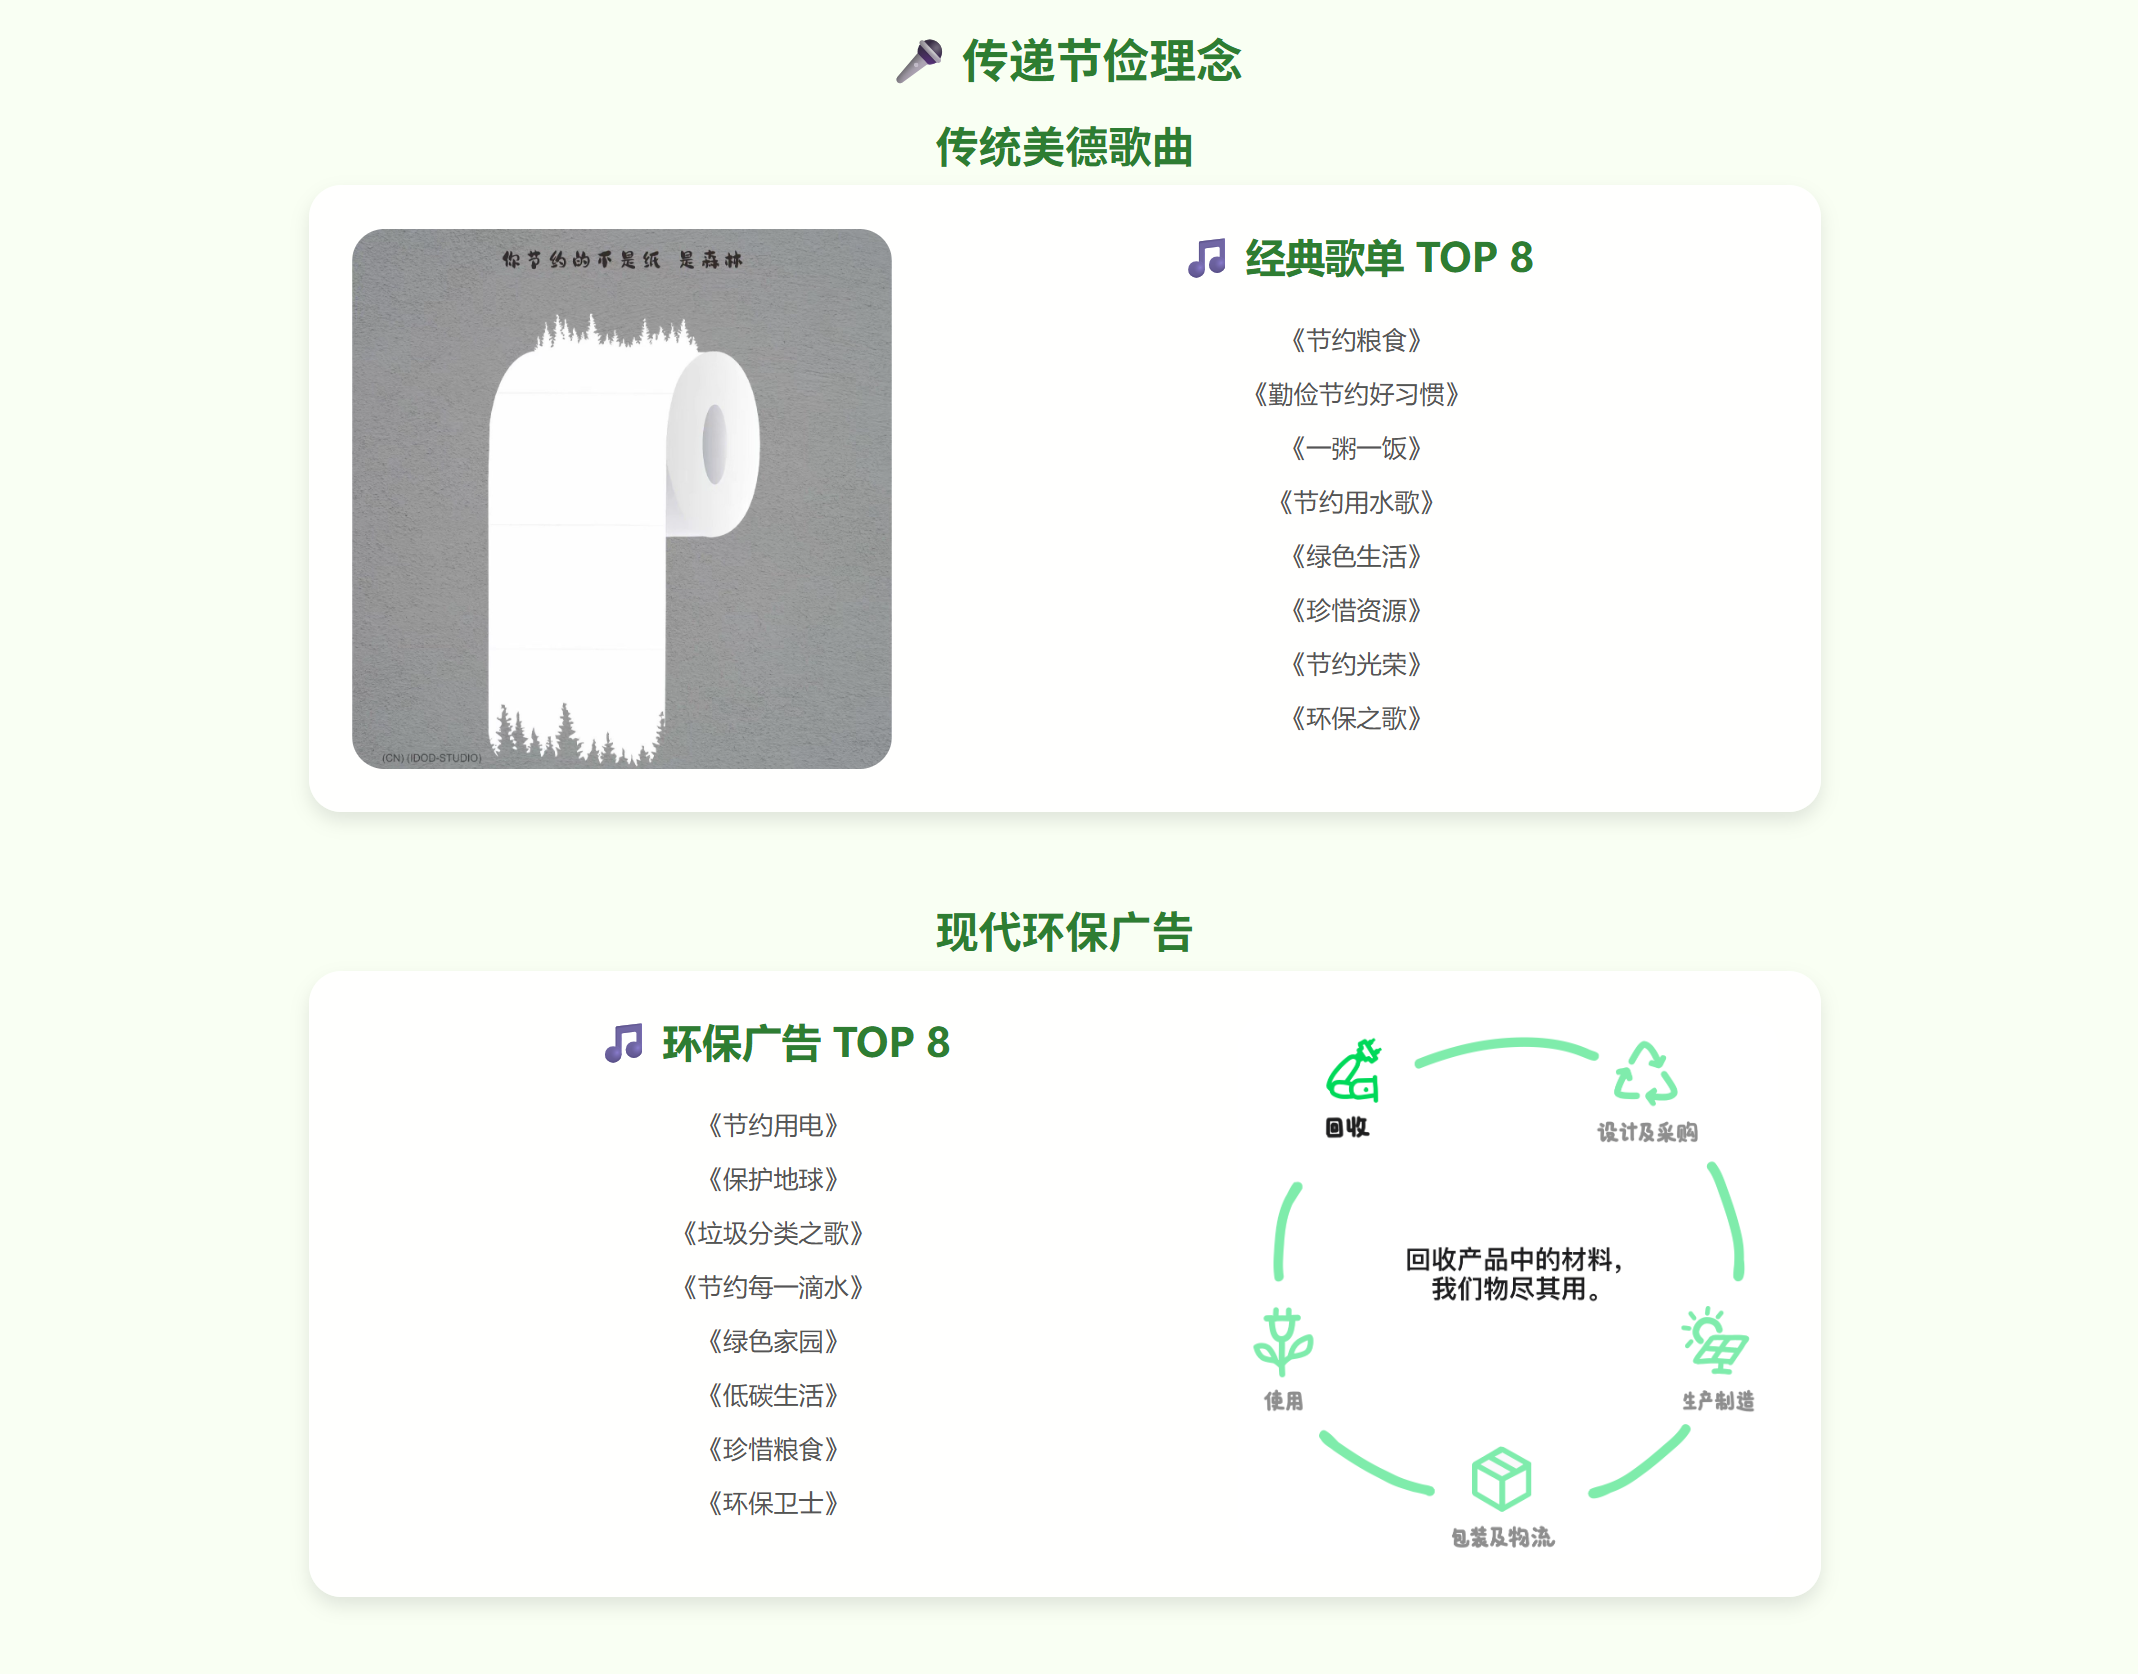 传递节俭理念
传统美德歌曲
你节约的不是纸 是森林
(CN) (IDOD-STUDIO)
经典歌单 TOP 8
《节约粮食》
《勤俭节约好习惯》
《一粥一饭》
《节约用水歌》
《绿色生活》
《珍惜资源》
《节约光荣》
《环保之歌》
现代环保广告
环保广告 TOP 8
《节约用电》
《保护地球》
《垃圾分类之歌》
《节约每一滴水》
《绿色家园》
《低碳生活》
《珍惜粮食》
《环保卫士》
回收
设计及采购
回收产品中的材料，
我们物尽其用。
使用
生产制造
包装及物流